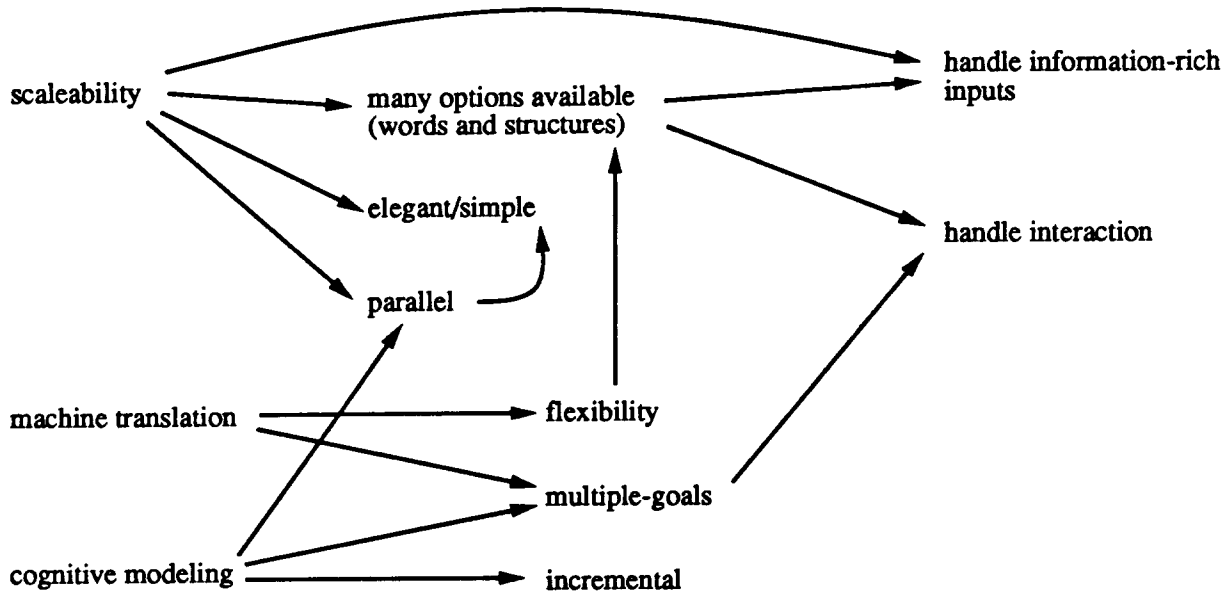 handle information-rich
inputs
scaleability
many options available
(words and structures)
elegant/simple
handle interaction
parallel
machine translation
flexibility
multiple-goals
cognitive modeling
incremental